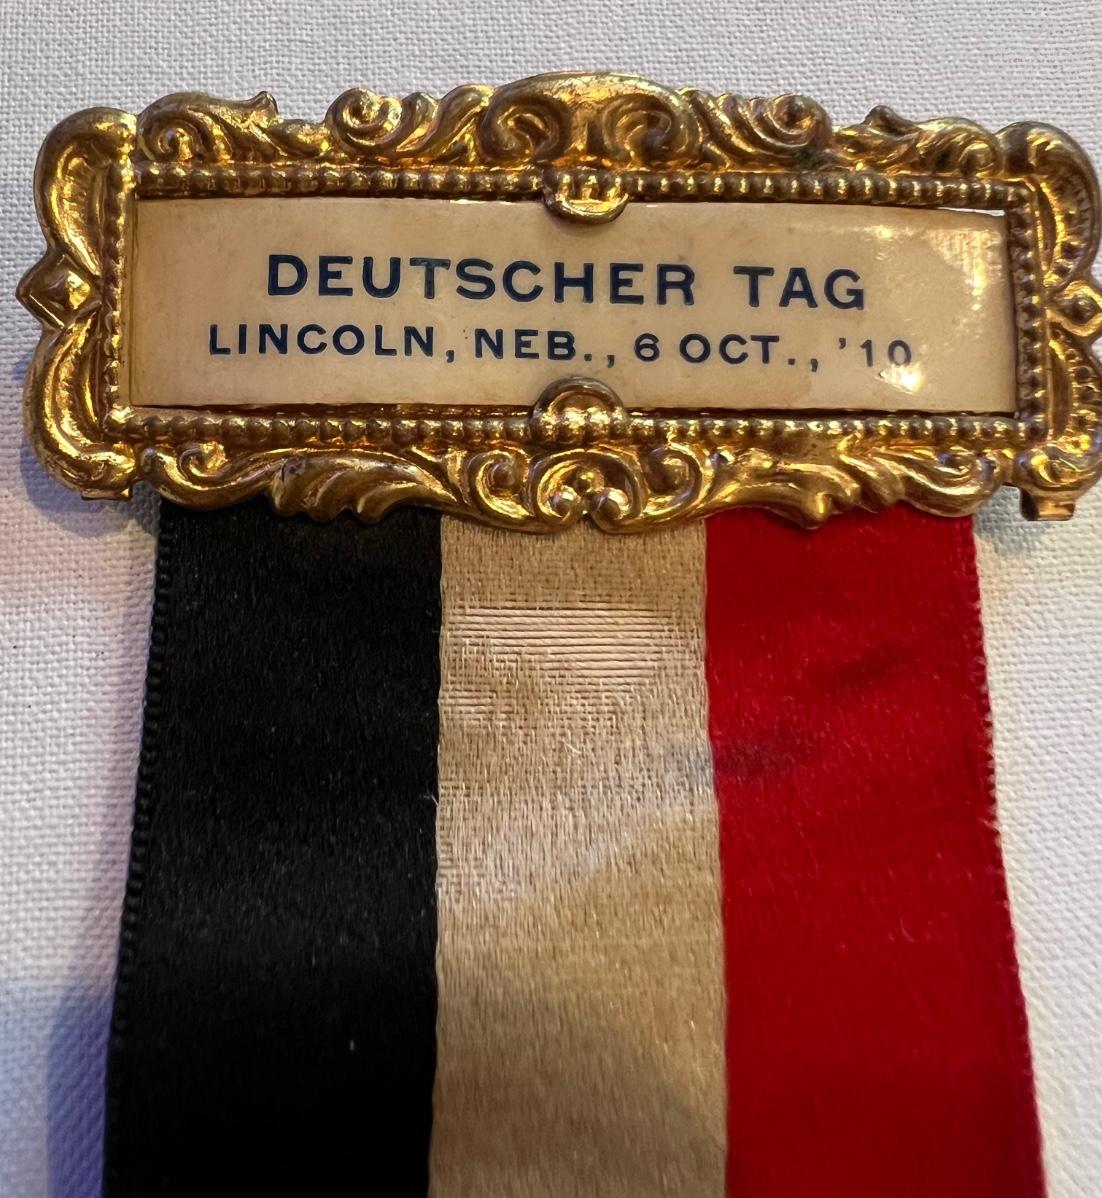 DEUTSCHER TAG
LINCOLN, NEB., 6 OCT., '10